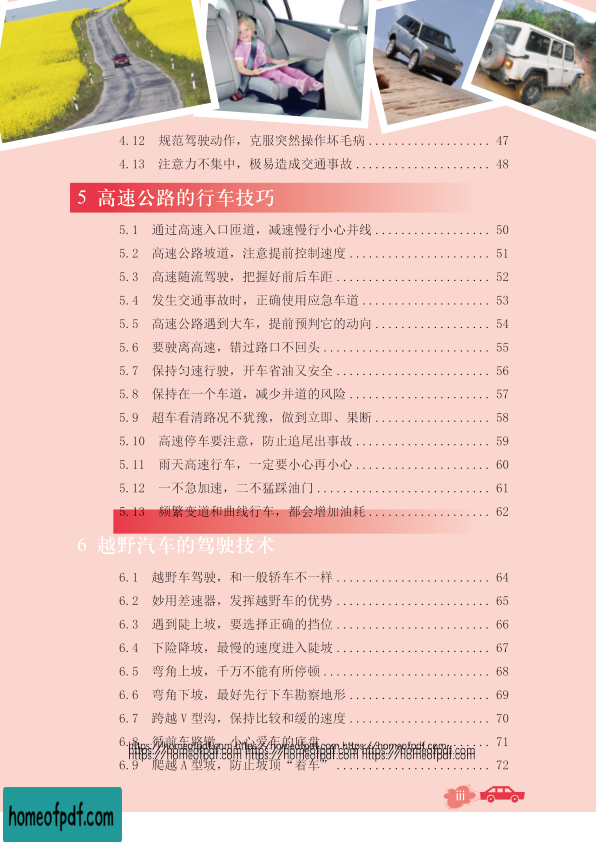 4.12 规范驾驶动作，克服突然操作坏毛病.................. 47
4.13 注意力不集中，极易造成交通事故.................... 48
5 高速公路的行车技巧
5.1 通过高速入口匝道，减速慢行小心并线.................. 50
5.2 高速公路坡道，注意提前控制速度...................... 51
5.3 高速随流驾驶，把握好前后车距........................ 52
5.4 发生交通事故时，正确使用应急车道.................... 53
5.5 高速公路遇到大车，提前预判它的动向.................. 54
5.6 要驶离高速，错过路口不回头.......................... 55
5.7 保持匀速行驶，开车省油又安全........................ 56
5.8 保持在一个车道，减少并道的风险...................... 57
5.9 超车看清路况不犹豫，做到立即、果断.................. 58
5.10 高速停车要注意，防止追尾出事故..................... 59
5.11 雨天高速行车，一定要小心再小心..................... 60
5.12 一不急加速，二不猛踩油门........................... 61
5.13 频繁变道和曲线行车，都会增加油耗................... 62
6 越野汽车的驾驶技术
6.1 越野车驾驶，和一般轿车不一样........................ 64
6.2 妙用差速器，发挥越野车的优势........................ 65
6.3 遇到陡上坡，要选择正确的挡位........................ 66
6.4 下险降坡，最慢的速度进入陡坡........................ 67
6.5 弯角上坡，千万不能有所停顿.......................... 68
6.6 弯角下坡，最好先行下车勘察地形...................... 69
6.7 跨越 V 型沟，保持比较和缓的速度...................... 70
6.8 循前车路辙，小心爱车的底盘.......................... 71
https://homeofpdf.com https://homeofpdf.com https://homeofpdf.com
https://homeofpdf.com https://homeofpdf.com https://homeofpdf.com
https://homeofpdf.com https://homeofpdf.com https://homeofpdf.com
6.9 爬越 A 型坡，防止坡顶“着车” ........................ 72
iii
homeofpdf.com